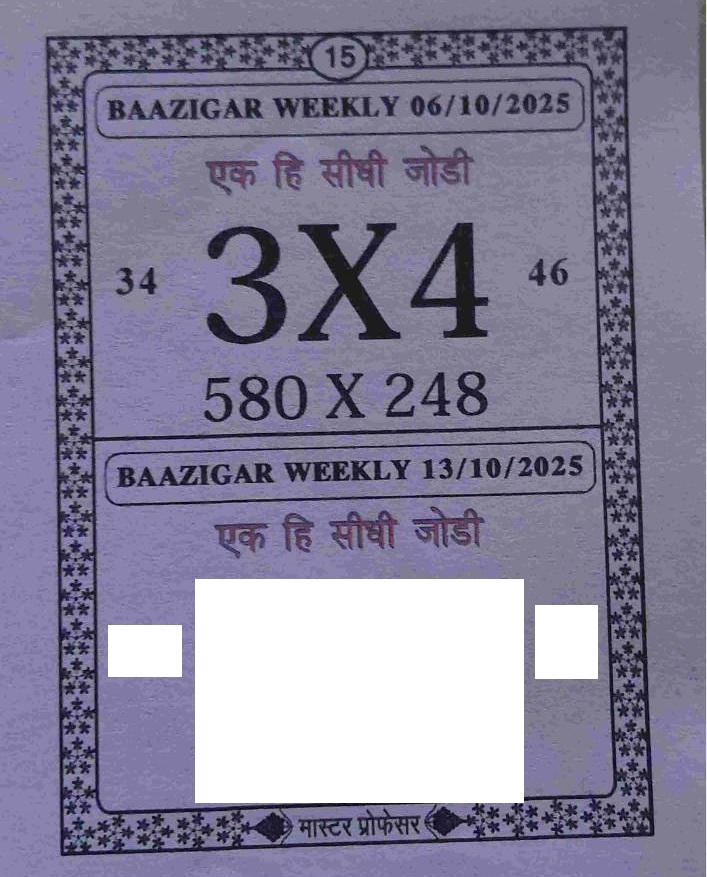 15
BAAZIGAR WEEKLY 06/10/2025
एक हि सीधी जोडी
34 3X4 46
580 X 248
BAAZIGAR WEEKLY 13/10/2025
एक हि सीधी जोडी
मास्टर प्रोफेसर